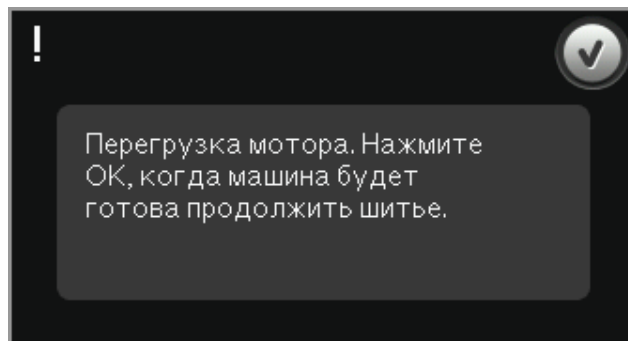 !
Перегрузка мотора. Нажмите
ОК, когда машина будет
готова продолжить шитье.